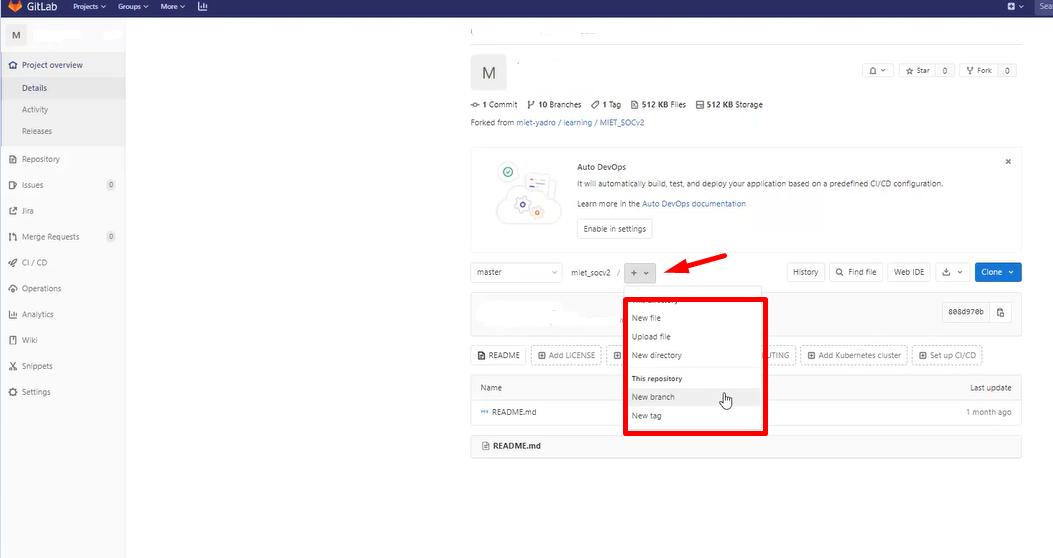 GitLab Projects Groups More Sea
M
Project overview
Details
Activity
Releases
Repository
Issues 0
Jira
Merge Requests 0
CI / CD
Operations
Analytics
Wiki
Snippets
Settings
M
Star 0 Fork 0
1 Commit 10 Branches 1 Tag 512 KB Files 512 KB Storage
Forked from miet-yadro / learning / MIET_SOCv2
Auto DevOps
It will automatically build, test, and deploy your application based on a predefined CI/CD configuration.
Learn more in the Auto DevOps documentation
Enable in settings
master miet_socv2 / + History Find file Web IDE Clone
This directory
New file
Upload file
New directory
This repository
New branch
New tag
808d970b
README Add LICENSE UTING Add Kubernetes cluster Set up CI/CD
Name Last update
README.md 1 month ago
README.md